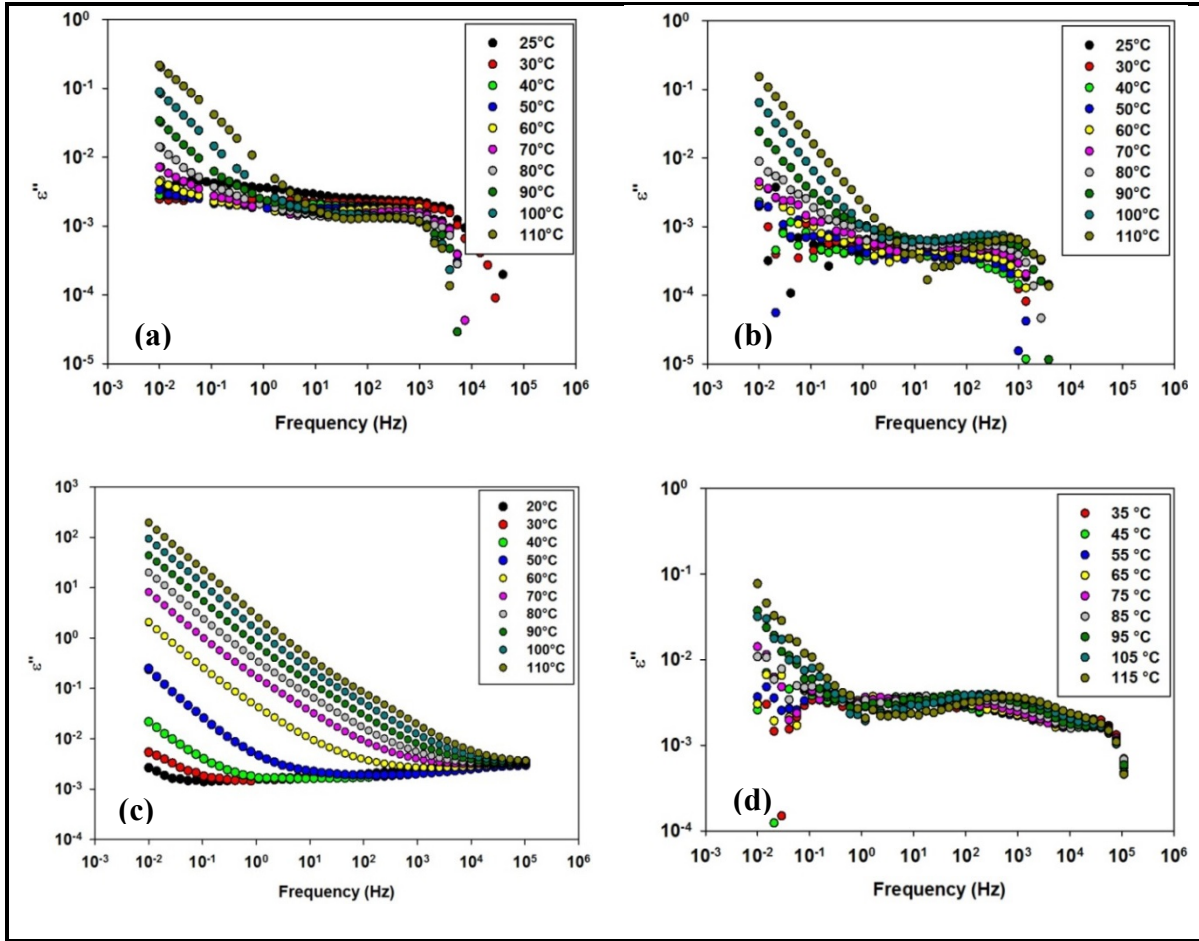 10⁰
10⁻¹
10⁻²
10⁻³
10⁻⁴
10⁻⁵
ε"
25°C
30°C
40°C
50°C
60°C
70°C
80°C
90°C
100°C
110°C
(a)
10⁻³ 10⁻² 10⁻¹ 10⁰ 10¹ 10² 10³ 10⁴ 10⁵ 10⁶
Frequency (Hz)
10⁰
10⁻¹
10⁻²
10⁻³
10⁻⁴
10⁻⁵
ε"
25°C
30°C
40°C
50°C
60°C
70°C
80°C
90°C
100°C
110°C
(b)
10⁻³ 10⁻² 10⁻¹ 10⁰ 10¹ 10² 10³ 10⁴ 10⁵ 10⁶
Frequency (Hz)
10³
10²
10¹
10⁰
10⁻¹
10⁻²
10⁻³
10⁻⁴
ε"
20°C
30°C
40°C
50°C
60°C
70°C
80°C
90°C
100°C
110°C
(c)
10⁻³ 10⁻² 10⁻¹ 10⁰ 10¹ 10² 10³ 10⁴ 10⁵ 10⁶
Frequency (Hz)
10⁰
10⁻¹
10⁻²
10⁻³
10⁻⁴
ε"
35 °C
45 °C
55 °C
65 °C
75 °C
85 °C
95 °C
105 °C
115 °C
(d)
10⁻³ 10⁻² 10⁻¹ 10⁰ 10¹ 10² 10³ 10⁴ 10⁵ 10⁶
Frequency (Hz)